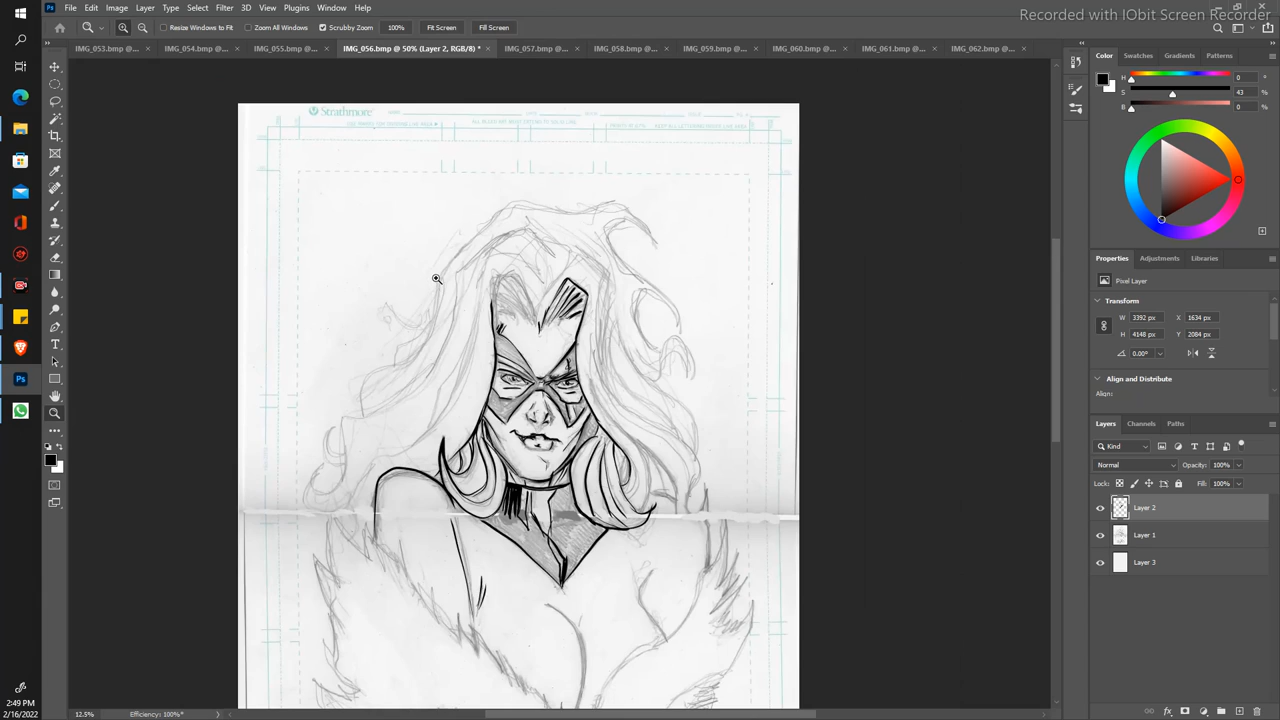 Recorded with IObit Screen Recorder
Ps File Edit Image Layer Type Select Filter 3D View Plugins Window Help
Resize Windows to Fit Zoom All Windows Scrubby Zoom 100% Fit Screen Fill Screen
IMG_053.bmp @ ... × IMG_054.bmp @ ... × IMG_055.bmp @ ... × IMG_056.bmp @ 50% (Layer 2, RGB/8) * × IMG_057.bmp @ ... × IMG_058.bmp @ ... × IMG_059.bmp @ ... × IMG_060.bmp @ ... × IMG_061.bmp @ ... × IMG_062.bmp @ ... ×
Color Swatches Gradients Patterns
H 0 °
S 43 %
B 0 %
Strathmore
Properties Adjustments Libraries
Pixel Layer
Transform
W 3392 px X 1634 px
H 4148 px Y 2084 px
0.00°
Align and Distribute
Align:
Layers Channels Paths
Kind
Normal Opacity: 100%
Lock: Fill: 100%
Layer 2
Layer 1
Layer 3
Ps
T
2:49 PM
2/16/2022
12.5% Efficiency: 100%*